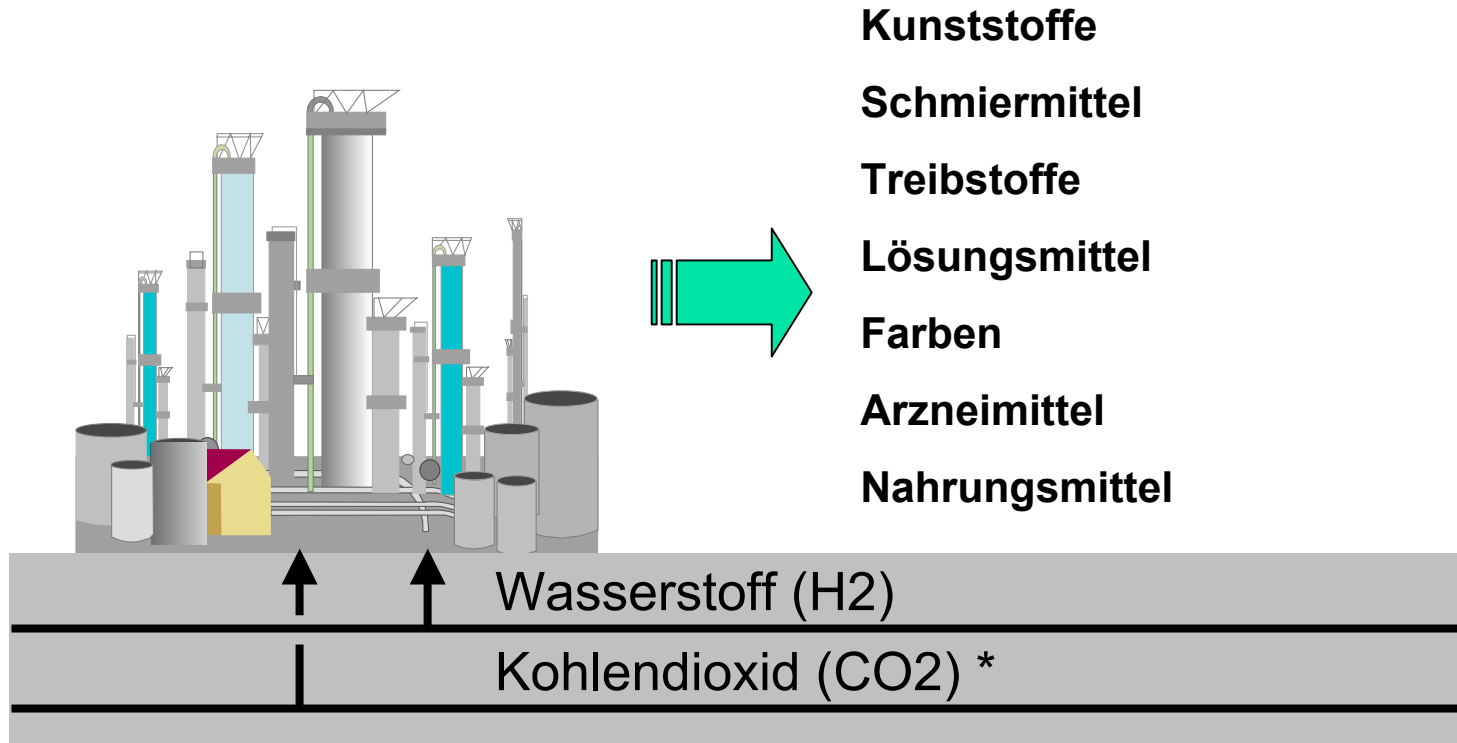 Kunststoffe
Schmiermittel
Treibstoffe
Lösungsmittel
Farben
Arzneimittel
Nahrungsmittel
Wasserstoff (H2)
Kohlendioxid (CO2) *